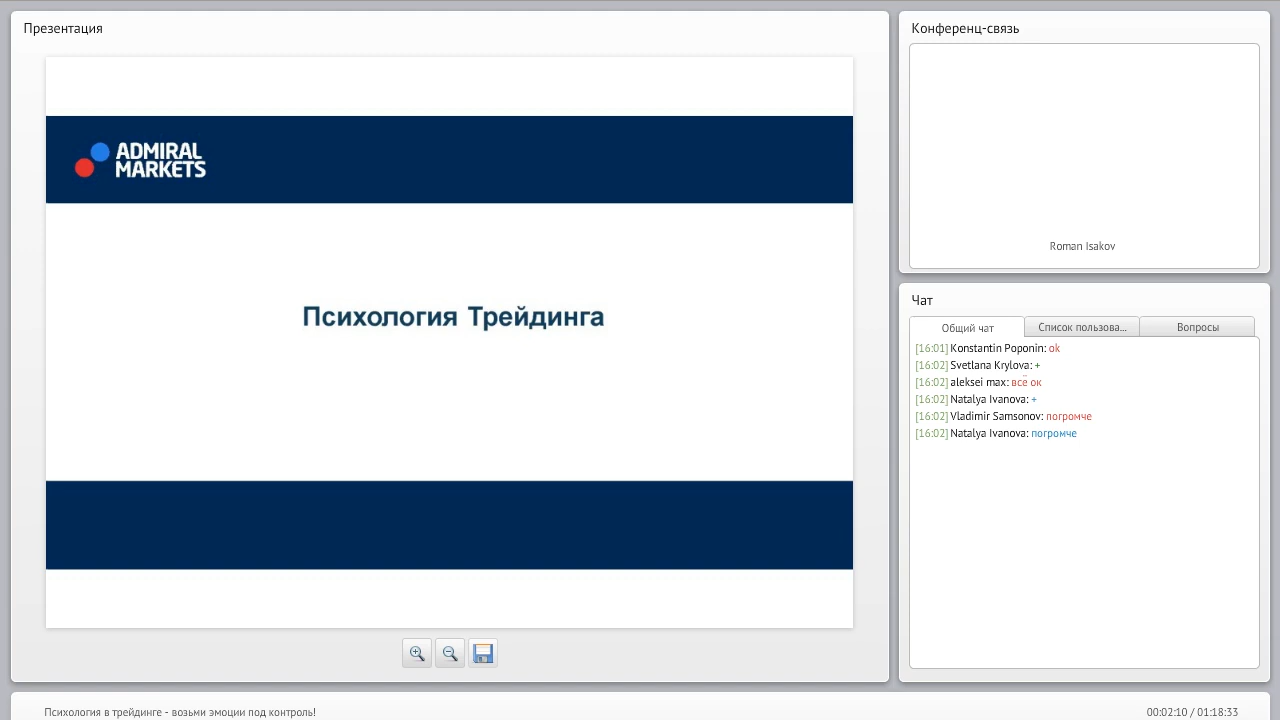 Презентация
ADMIRAL
MARKETS
Психология Трейдинга
Конференц-связь
Roman Isakov
Чат
Общий чат
Список пользова...
Вопросы
[16:01] Konstantin Poponin: ok
[16:02] Svetlana Krylova: +
[16:02] aleksei max: всё ок
[16:02] Natalya Ivanova: +
[16:02] Vladimir Samsonov: погромче
[16:02] Natalya Ivanova: погромче
Психология в трейдинге - возьми эмоции под контроль!
00:02:10 / 01:18:33